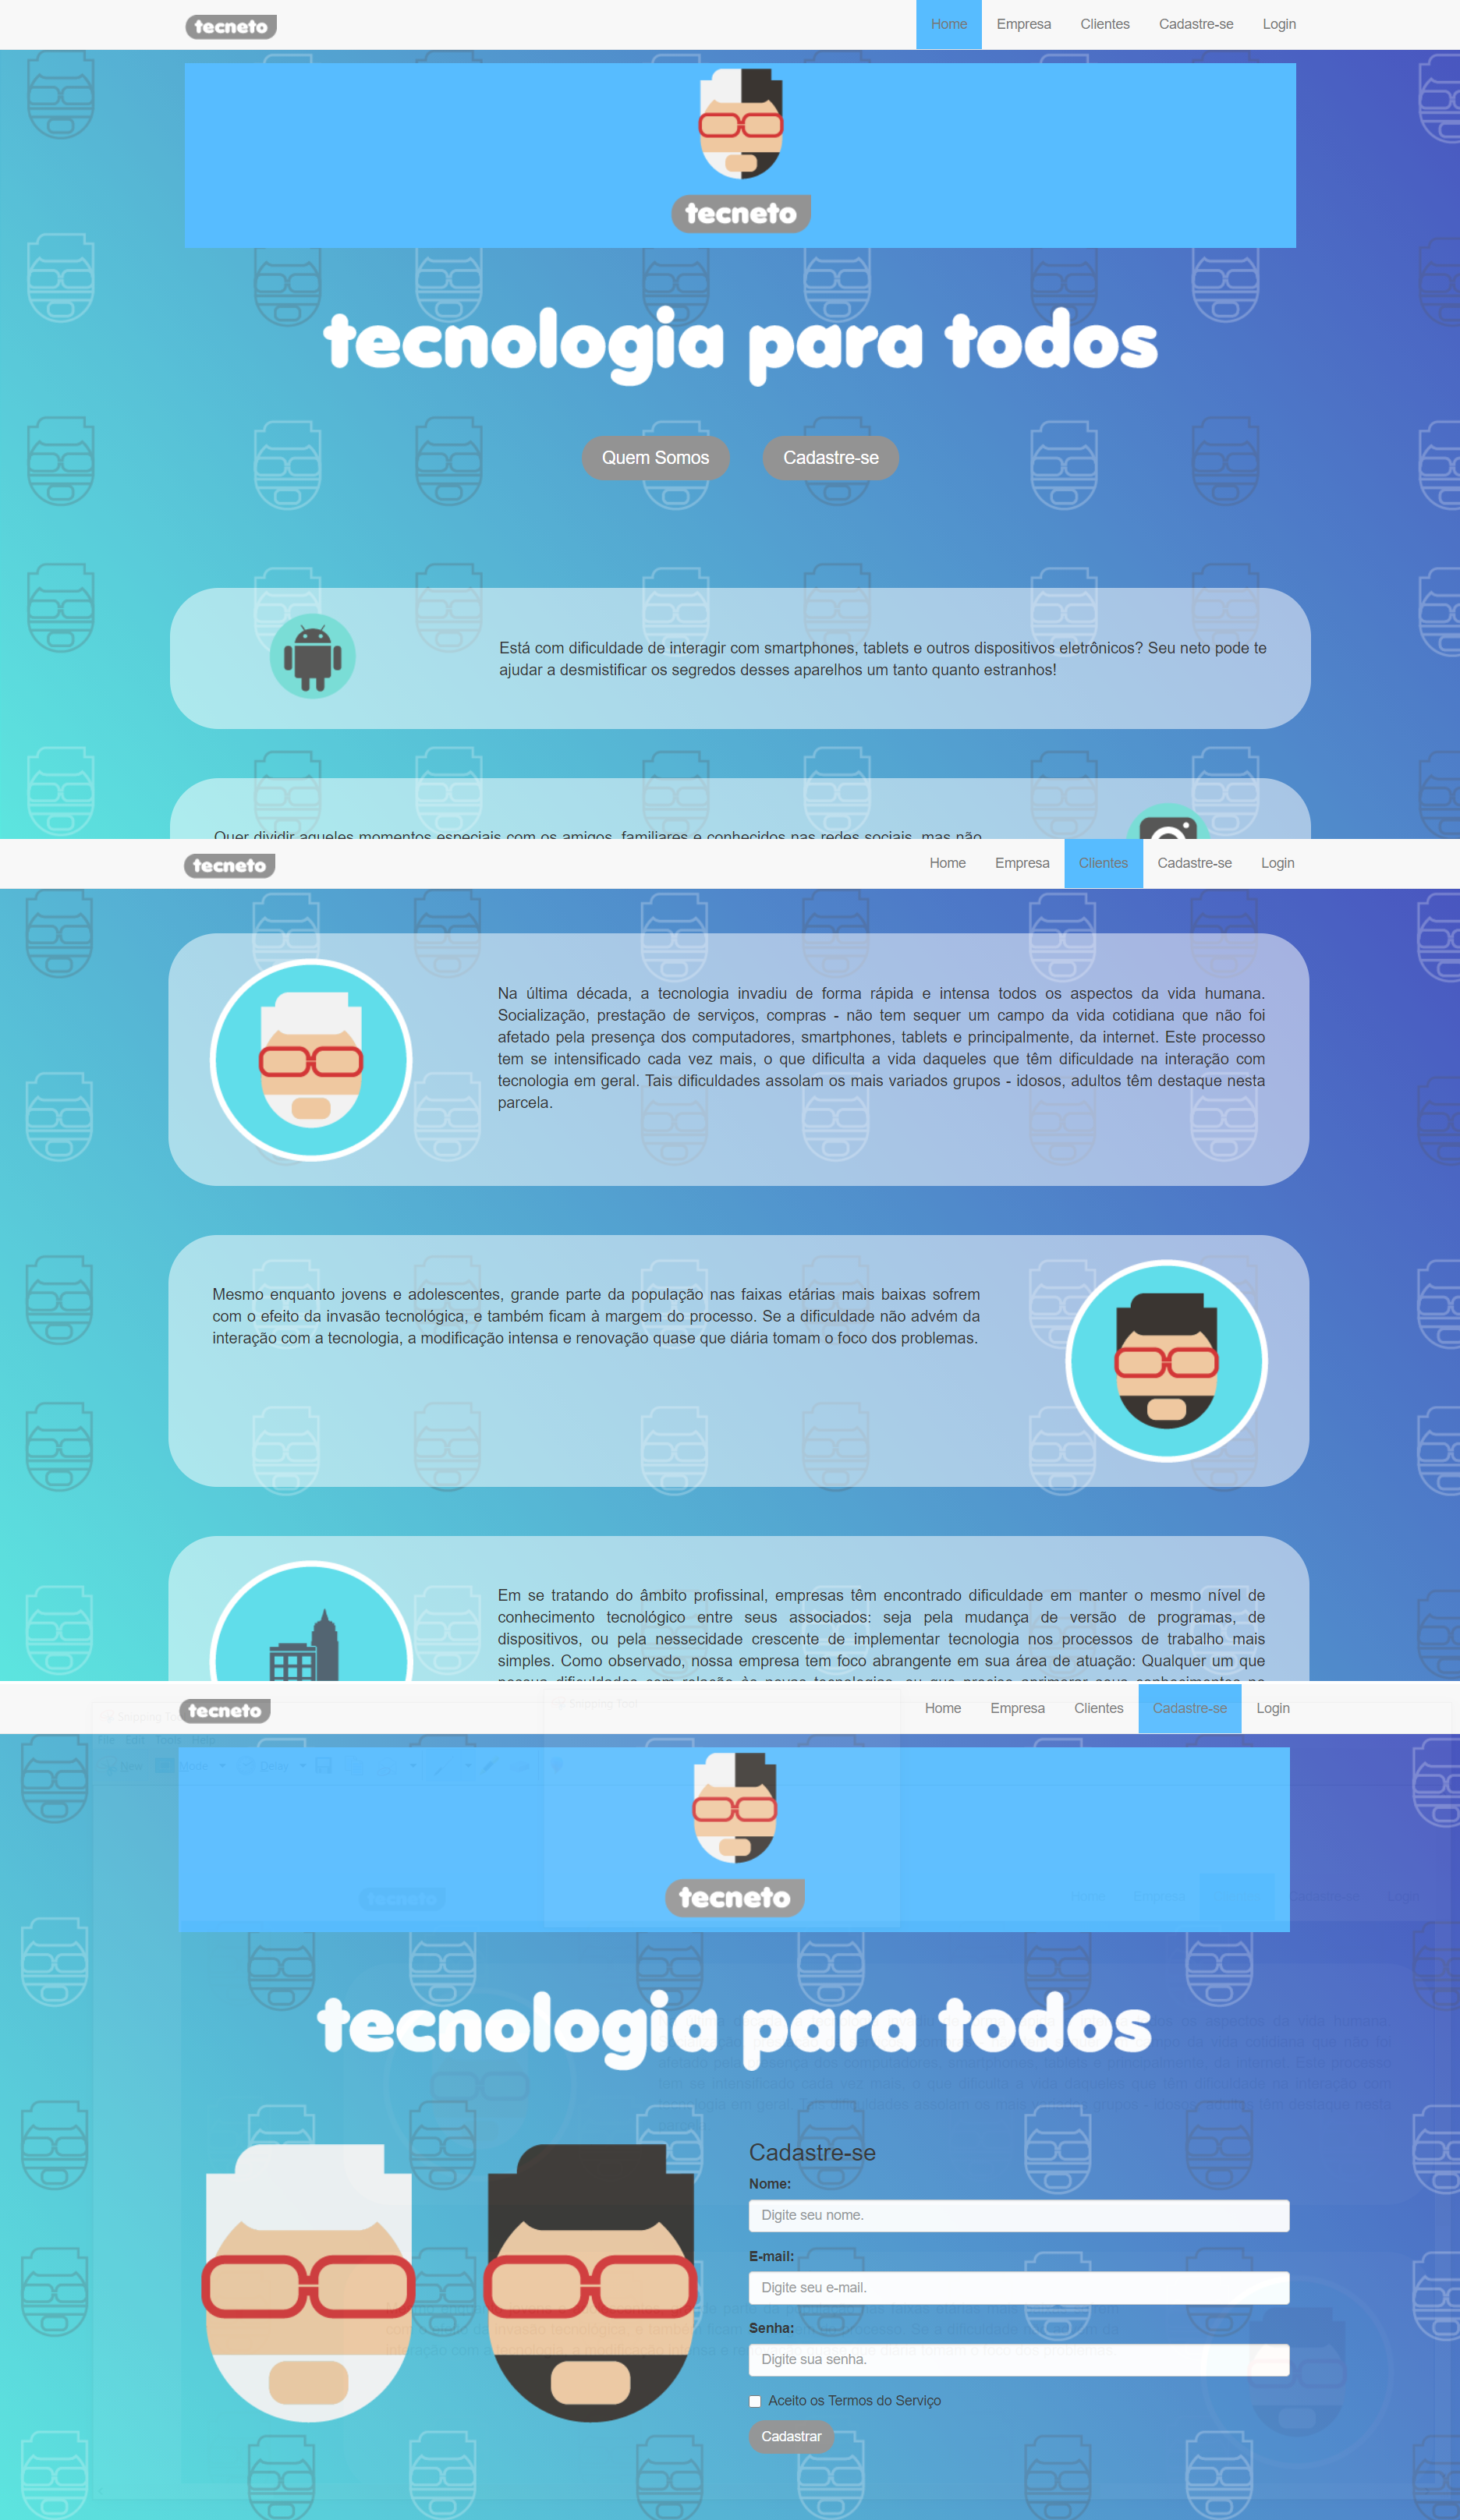 tecneto
Home Empresa Clientes Cadastre-se Login
tecneto
tecnologia para todos
Quem Somos Cadastre-se
Está com dificuldade de interagir com smartphones, tablets e outros dispositivos eletrônicos? Seu neto pode te
ajudar a desmistificar os segredos desses aparelhos um tanto quanto estranhos!
Quer dividir aqueles momentos especiais com os amigos, familiares e conhecidos nas redes sociais, mas não
tecneto
Home Empresa Clientes Cadastre-se Login
Na última década, a tecnologia invadiu de forma rápida e intensa todos os aspectos da vida humana.
Socialização, prestação de serviços, compras - não tem sequer um campo da vida cotidiana que não foi
afetado pela presença dos computadores, smartphones, tablets e principalmente, da internet. Este processo
tem se intensificado cada vez mais, o que dificulta a vida daqueles que têm dificuldade na interação com
tecnologia em geral. Tais dificuldades assolam os mais variados grupos - idosos, adultos têm destaque nesta
parcela.
Mesmo enquanto jovens e adolescentes, grande parte da população nas faixas etárias mais baixas sofrem
com o efeito da invasão tecnológica, e também ficam à margem do processo. Se a dificuldade não advém da
interação com a tecnologia, a modificação intensa e renovação quase que diária tomam o foco dos problemas.
Em se tratando do âmbito profissinal, empresas têm encontrado dificuldade em manter o mesmo nível de
conhecimento tecnológico entre seus associados: seja pela mudança de versão de programas, de
dispositivos, ou pela nessecidade crescente de implementar tecnologia nos processos de trabalho mais
simples. Como observado, nossa empresa tem foco abrangente em sua área de atuação: Qualquer um que
tecneto
Home Empresa Clientes Cadastre-se Login
Snipping Tool
File Edit Tools Help
New Mode
tecneto
tecnologia para todos
Cadastre-se
Nome:
Digite seu nome.
E-mail:
Digite seu e-mail.
Senha:
Digite sua senha.
Aceito os Termos do Serviço
Cadastrar